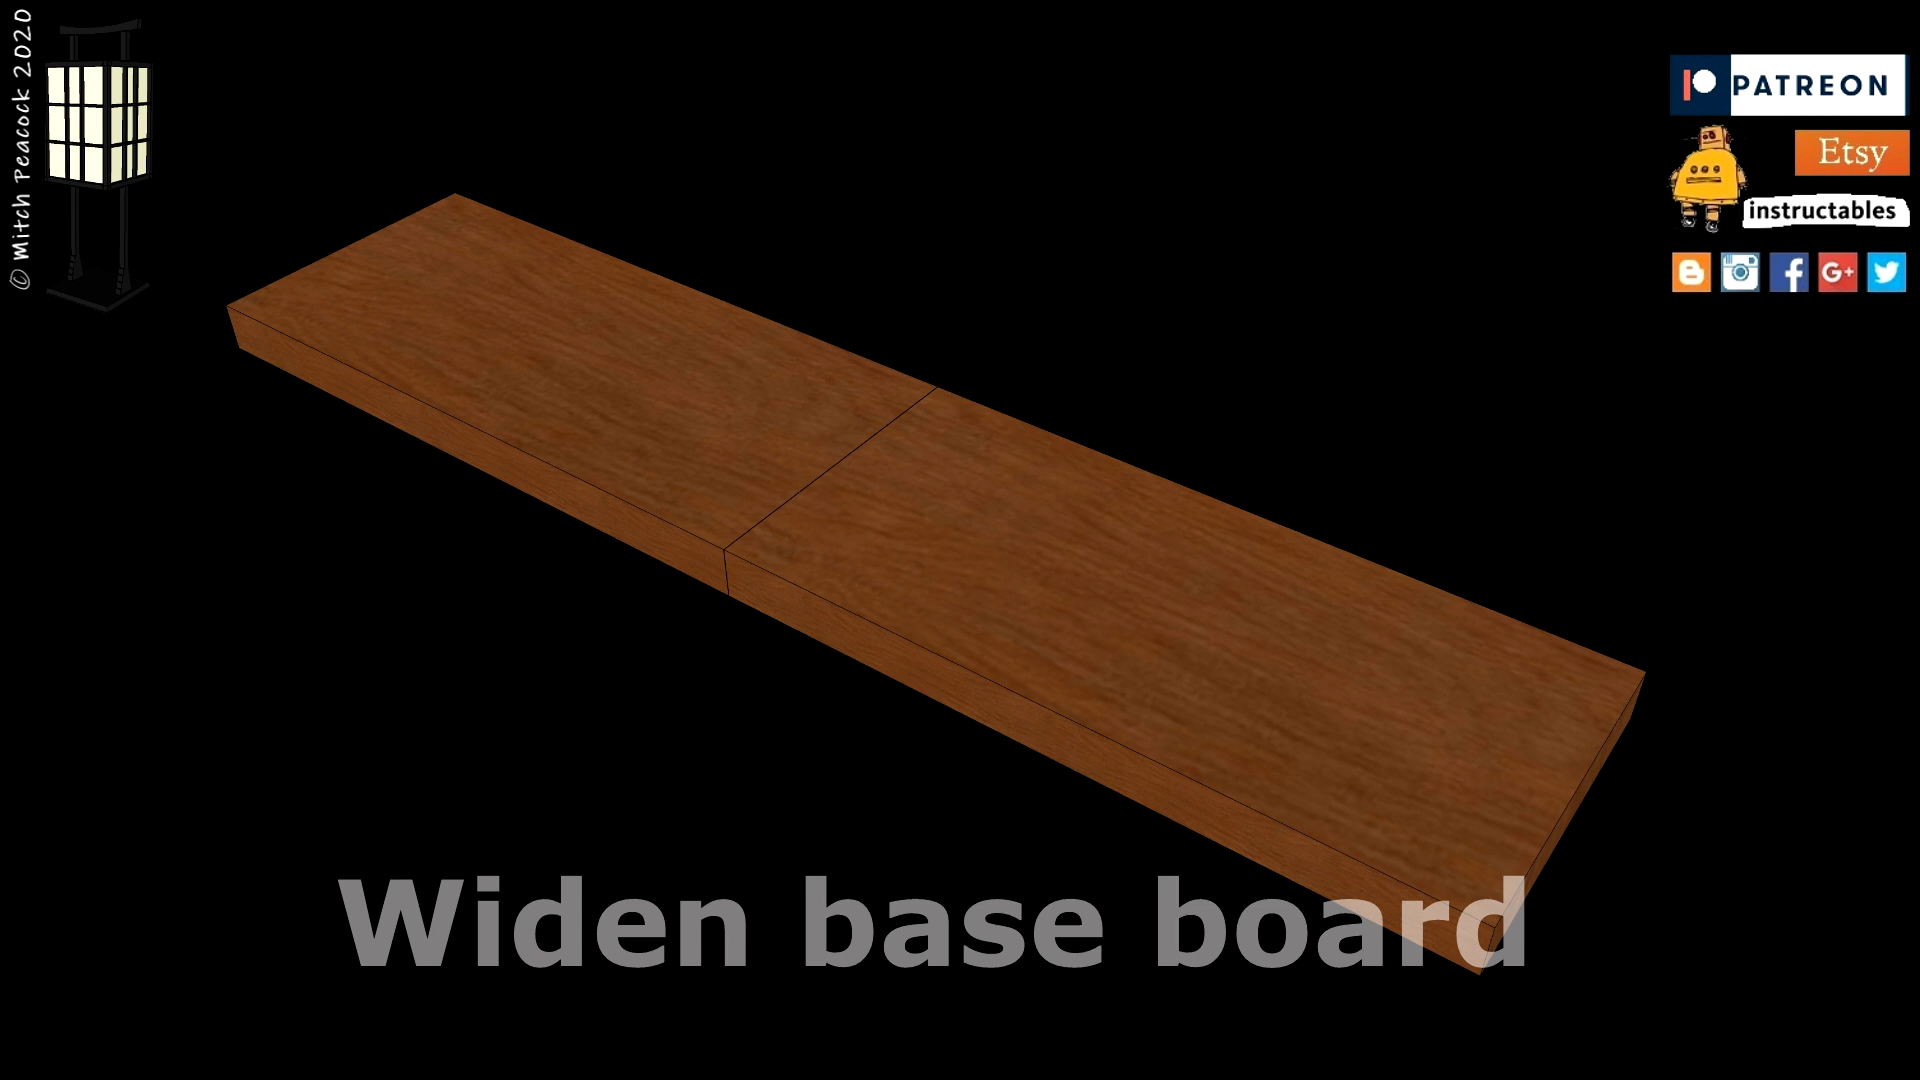 © Mitch Peacock 2020
PATREON
Etsy
instructables
G+
Widen base board